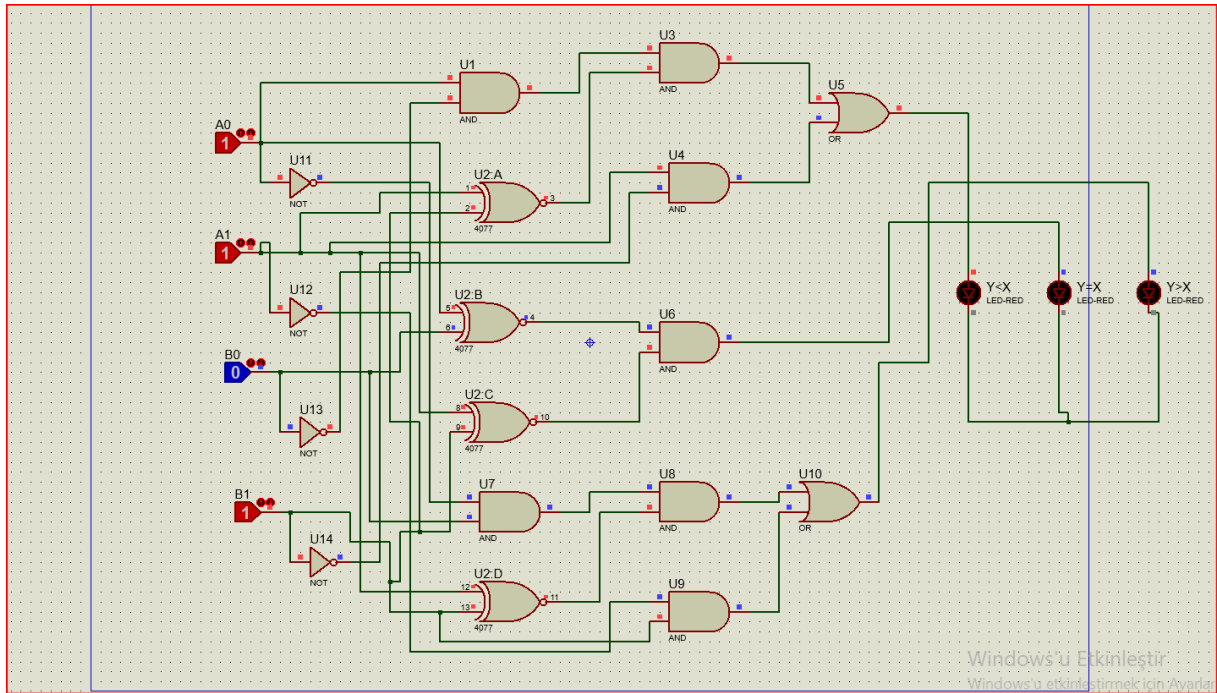 U3
U1
AND
U5
AND
A0
1
OR
U11
U4
U2:A
1
3
2
NOT
AND
4077
A1
1
U12
U2:B
Y<X
Y=X
Y>X
LED-RED
LED-RED
LED-RED
5
4
U6
6
NOT
4077
B0
0
AND
U2:C
U13
8
10
9
4077
NOT
U7
U8
U10
B1
1
AND
OR
U14
AND
U2:D
U9
NOT
12
11
13
4077
AND
Windows'u Etkinleştir
Windows'u etkinleştirmek için Ayarlar